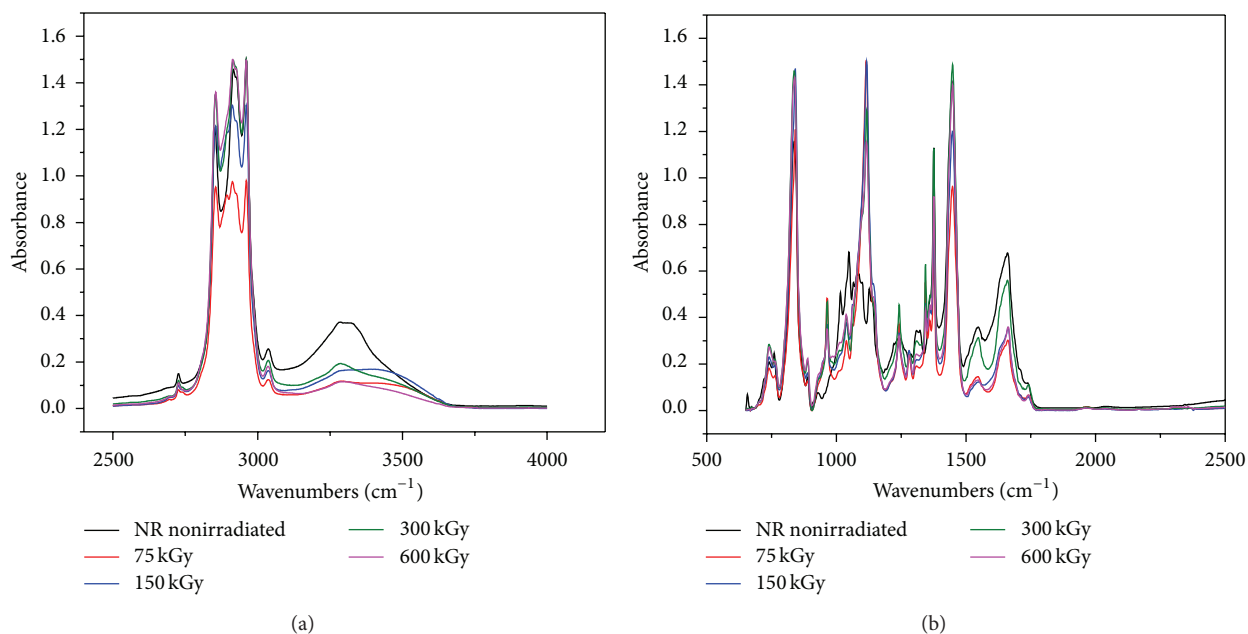 1.6
1.4
1.2
1.0
0.8
0.6
0.4
0.2
0.0
Absorbance
2500 3000 3500 4000
Wavenumbers (cm⁻¹)
NR nonirradiated
75 kGy
150 kGy
300 kGy
600 kGy
(a)
1.6
1.4
1.2
1.0
0.8
0.6
0.4
0.2
0.0
Absorbance
500 1000 1500 2000 2500
Wavenumbers (cm⁻¹)
NR nonirradiated
75 kGy
150 kGy
300 kGy
600 kGy
(b)